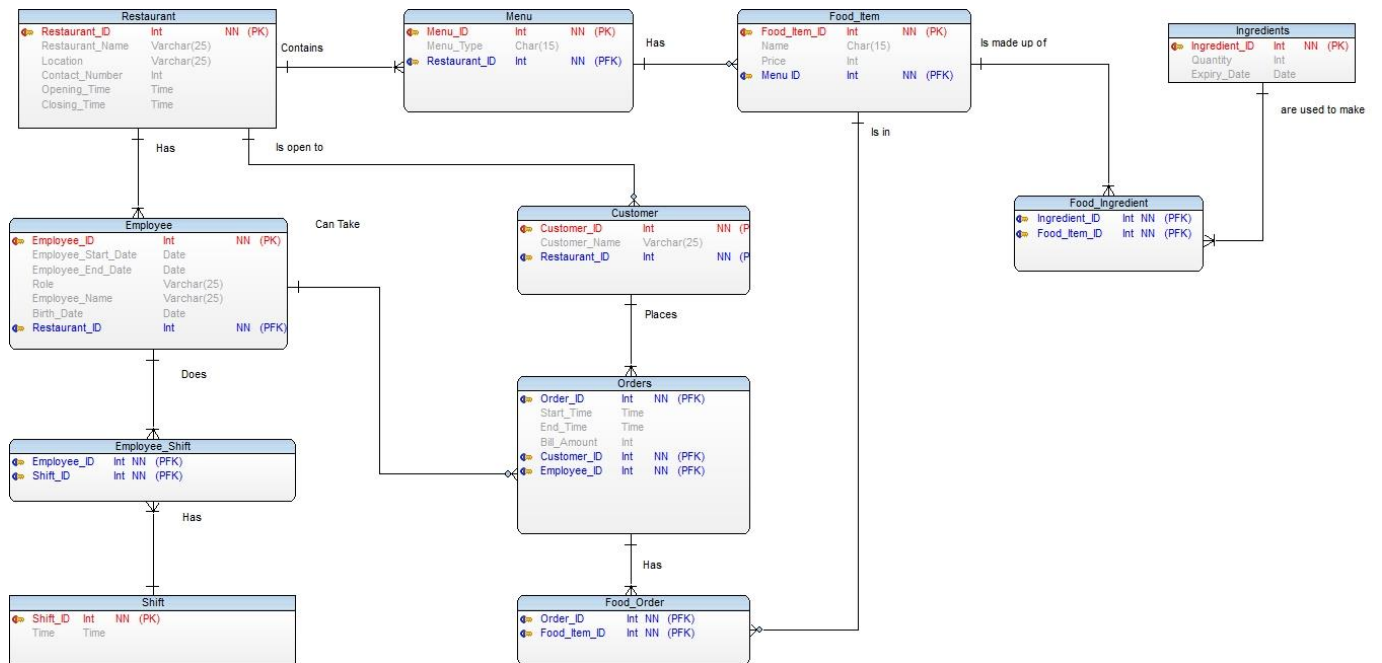 Restaurant
Restaurant_ID Int NN (PK)
Restaurant_Name Varchar(25)
Location Varchar(25)
Contact_Number Int
Opening_Time Time
Closing_Time Time
Contains
Menu
Menu_ID Int NN (PK)
Menu_Type Char(15)
Restaurant_ID Int NN (PFK)
Has
Food_Item
Food_Item_ID Int NN (PK)
Name Char(15)
Price Int
Menu ID Int NN (PFK)
Is made up of
Ingredients
Ingredient_ID Int NN (PK)
Quantity Int
Expiry_Date Date
are used to make
Has
Is open to
Is in
Food_Ingredient
Ingredient_ID Int NN (PFK)
Food_Item_ID Int NN (PFK)
Employee
Employee_ID Int NN (PK)
Employee_Start_Date Date
Employee_End_Date Date
Role Varchar(25)
Employee_Name Varchar(25)
Birth_Date Date
Restaurant_ID Int NN (PFK)
Can Take
Customer
Customer_ID Int NN (P
Customer_Name Varchar(25)
Restaurant_ID Int NN (P
Places
Does
Orders
Order_ID Int NN (PFK)
Start_Time Time
End_Time Time
Bill_Amount Int
Customer_ID Int NN (PFK)
Employee_ID Int NN (PFK)
Employee_Shift
Employee_ID Int NN (PFK)
Shift_ID Int NN (PFK)
Has
Has
Shift
Shift_ID Int NN (PK)
Time Time
Food_Order
Order_ID Int NN (PFK)
Food_Item_ID Int NN (PFK)